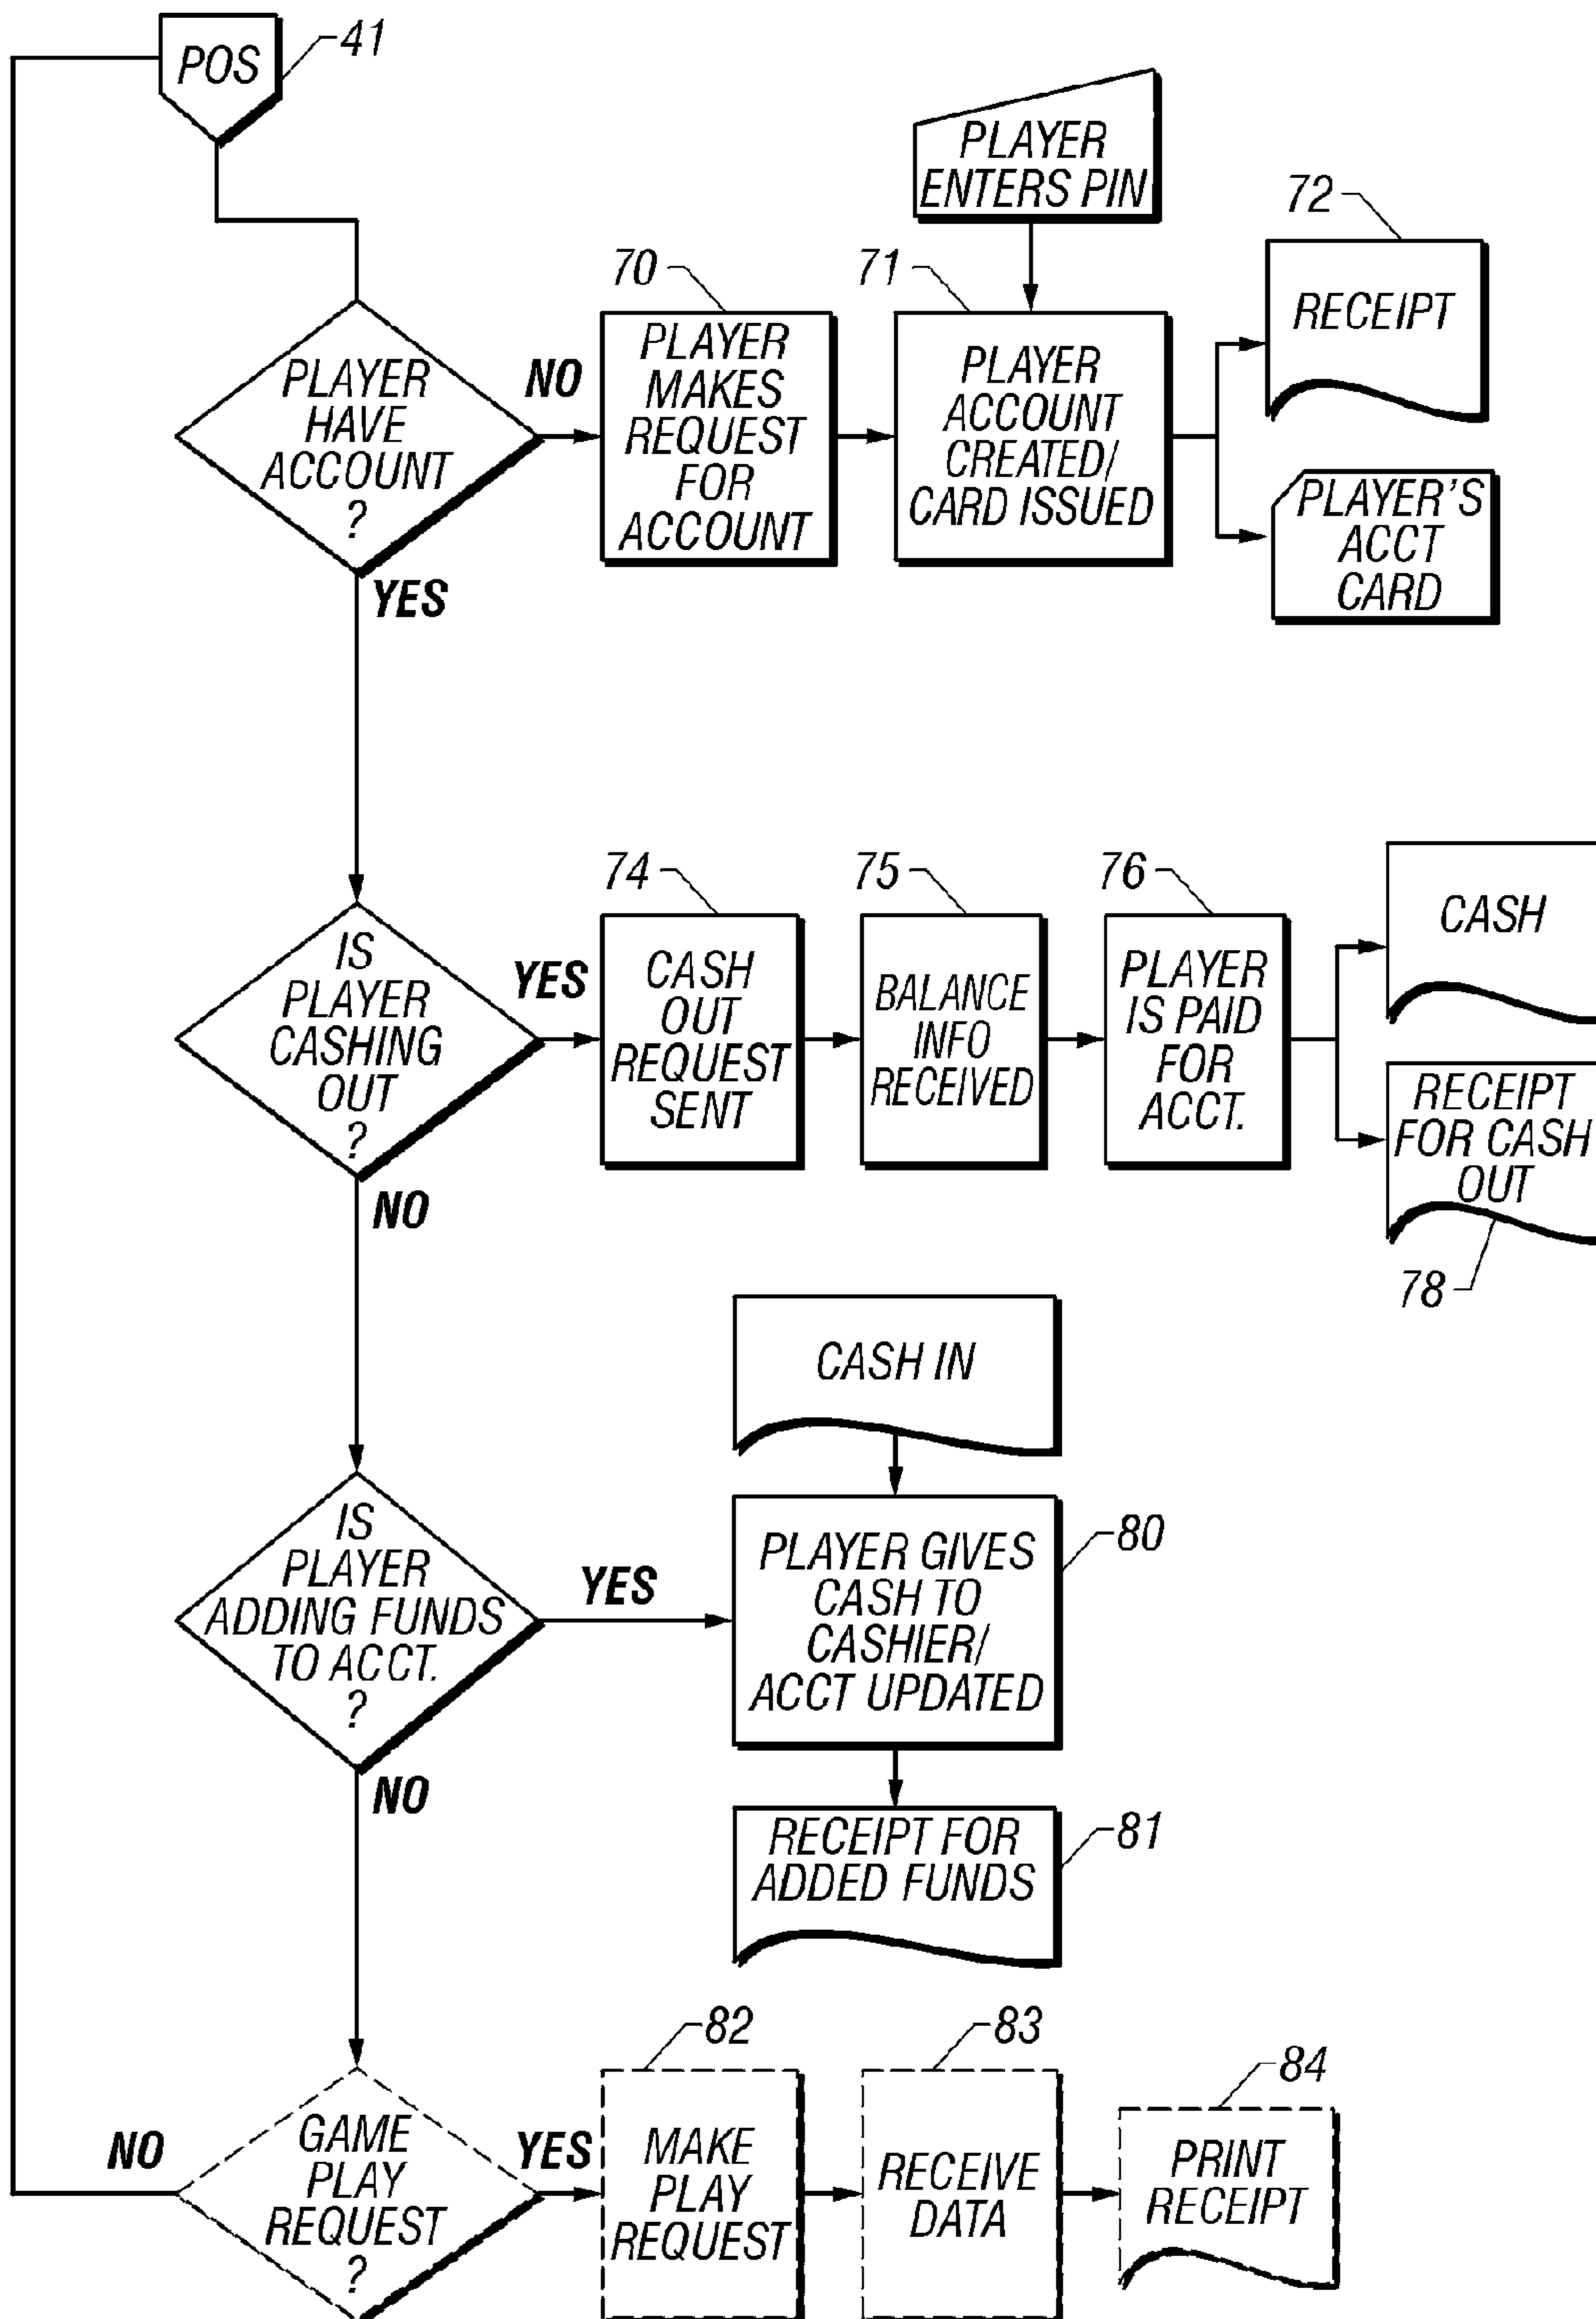 POS
41
PLAYER
ENTERS PIN
72
RECEIPT
70
71
PLAYER
HAVE
ACCOUNT
?
NO
YES
PLAYER
MAKES
REQUEST
FOR
ACCOUNT
PLAYER
ACCOUNT
CREATED/
CARD ISSUED
PLAYER'S
ACCT
CARD
74
75
76
CASH
IS
PLAYER
CASHING
OUT
?
YES
NO
CASH
OUT
REQUEST
SENT
BALANCE
INFO
RECEIVED
PLAYER
IS PAID
FOR
ACCT.
RECEIPT
FOR CASH
OUT
78
CASH IN
IS
PLAYER
ADDING FUNDS
TO ACCT.
?
YES
NO
PLAYER GIVES
CASH TO
CASHIER/
ACCT UPDATED
80
RECEIPT FOR
ADDED FUNDS
81
82
83
84
NO
GAME
PLAY
REQUEST
?
YES
MAKE
PLAY
REQUEST
RECEIVE
DATA
PRINT
RECEIPT